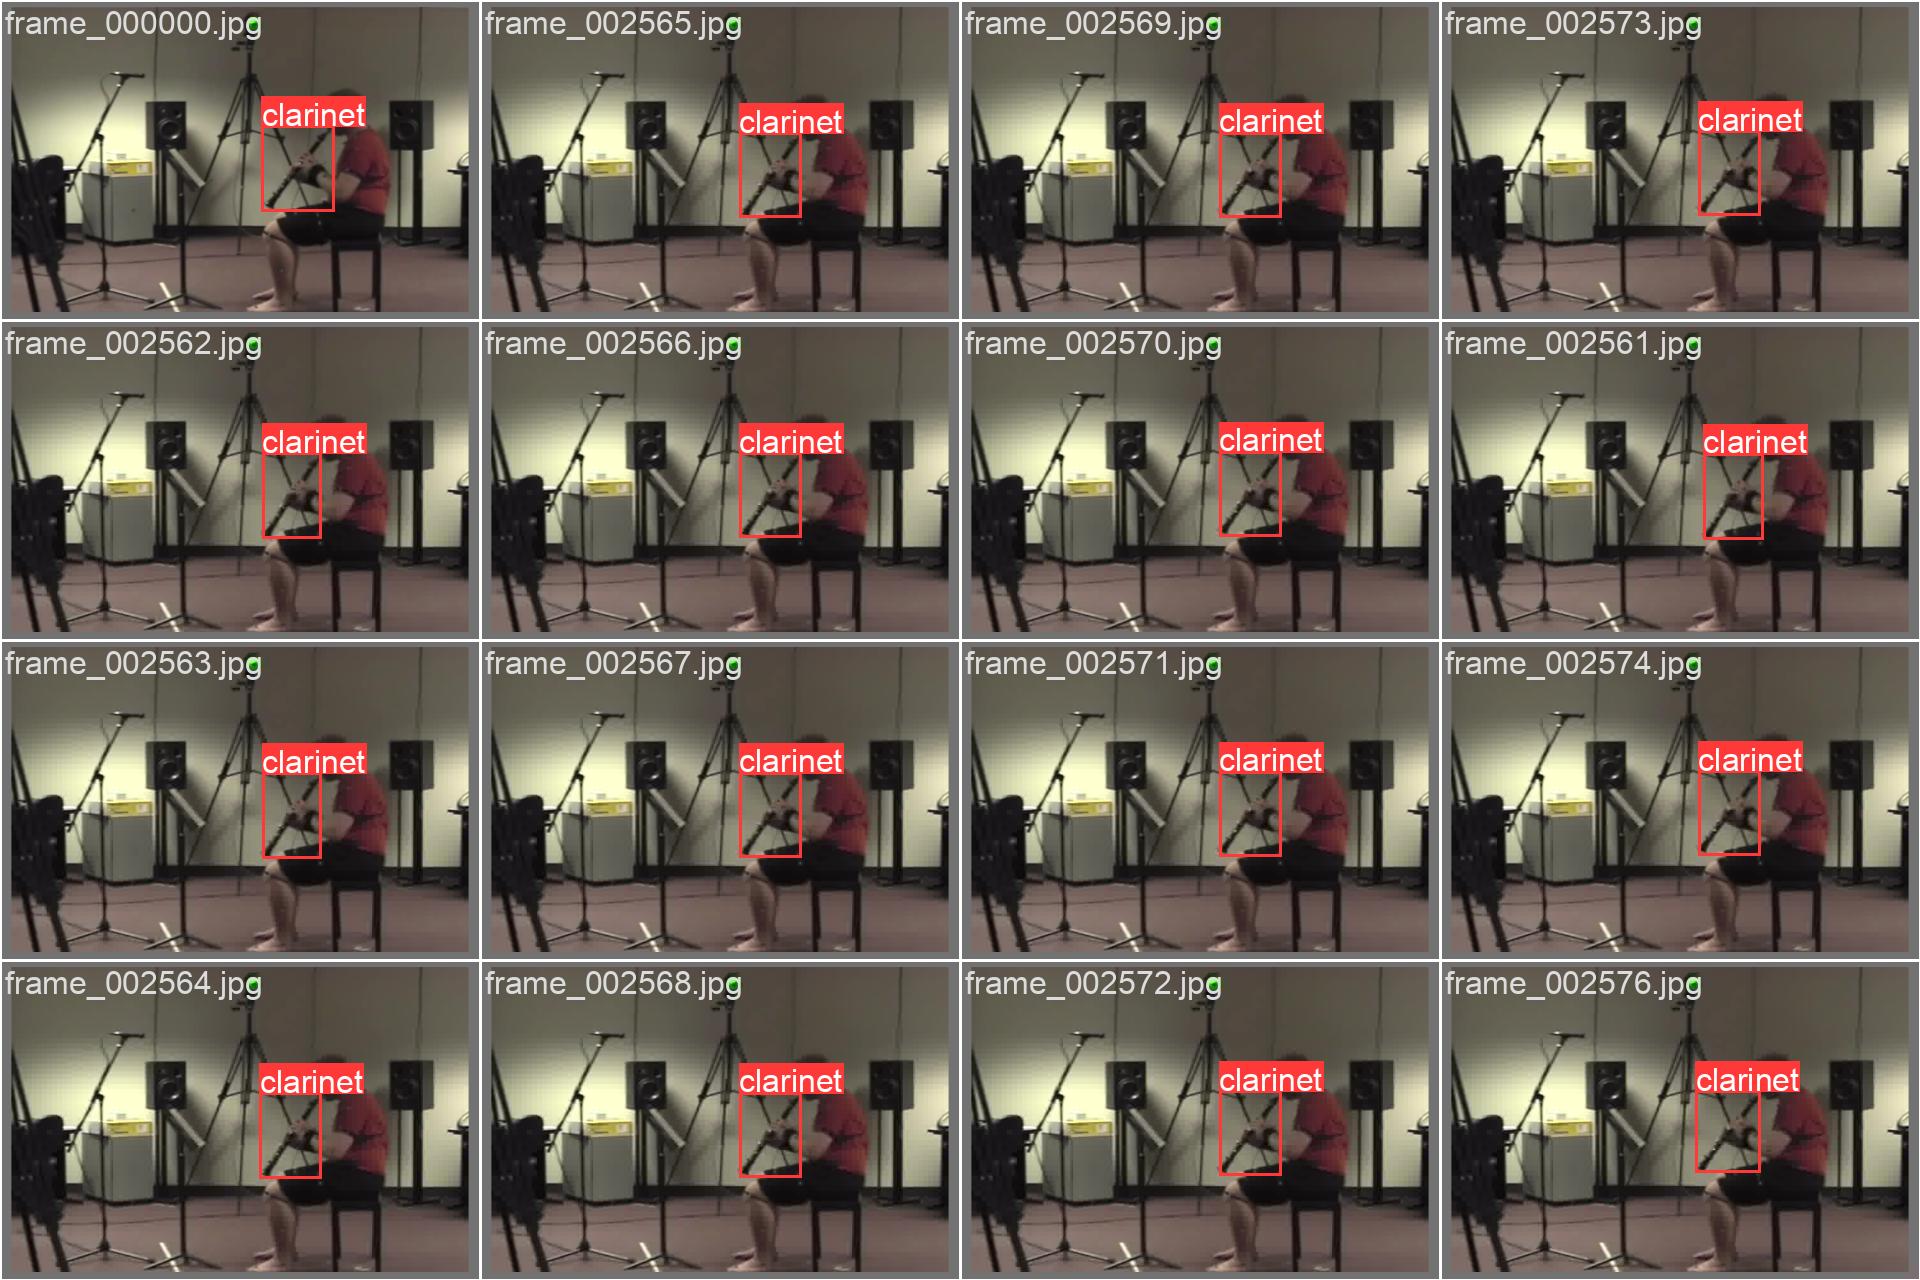 frame_000000.jpg
clarinet
frame_002565.jpg
clarinet
frame_002569.jpg
clarinet
frame_002573.jpg
clarinet
frame_002562.jpg
clarinet
frame_002566.jpg
clarinet
frame_002570.jpg
clarinet
frame_002561.jpg
clarinet
frame_002563.jpg
clarinet
frame_002567.jpg
clarinet
frame_002571.jpg
clarinet
frame_002574.jpg
clarinet
frame_002564.jpg
clarinet
frame_002568.jpg
clarinet
frame_002572.jpg
clarinet
frame_002576.jpg
clarinet